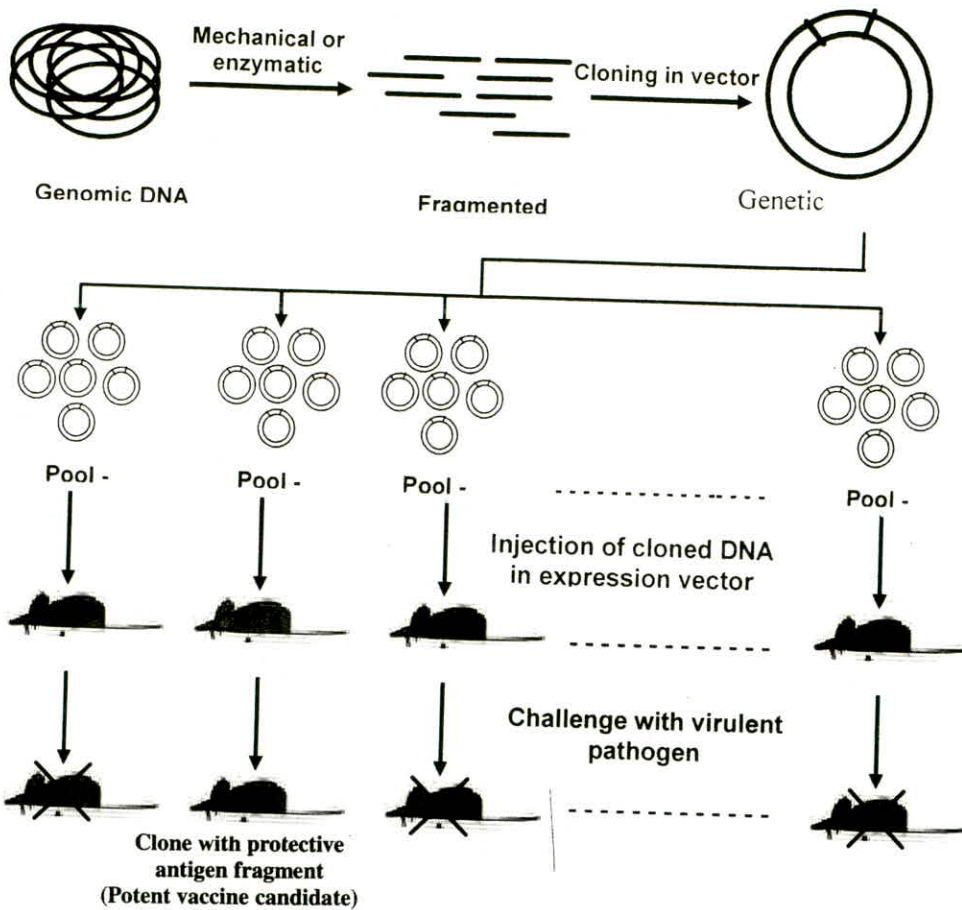 Mechanical or
enzymatic
Cloning in vector
Genomic DNA
Fragmented
Genetic
Pool -
Pool -
Pool -
Pool -
Injection of cloned DNA
in expression vector
Challenge with virulent
pathogen
Clone with protective
antigen fragment
(Potent vaccine candidate)